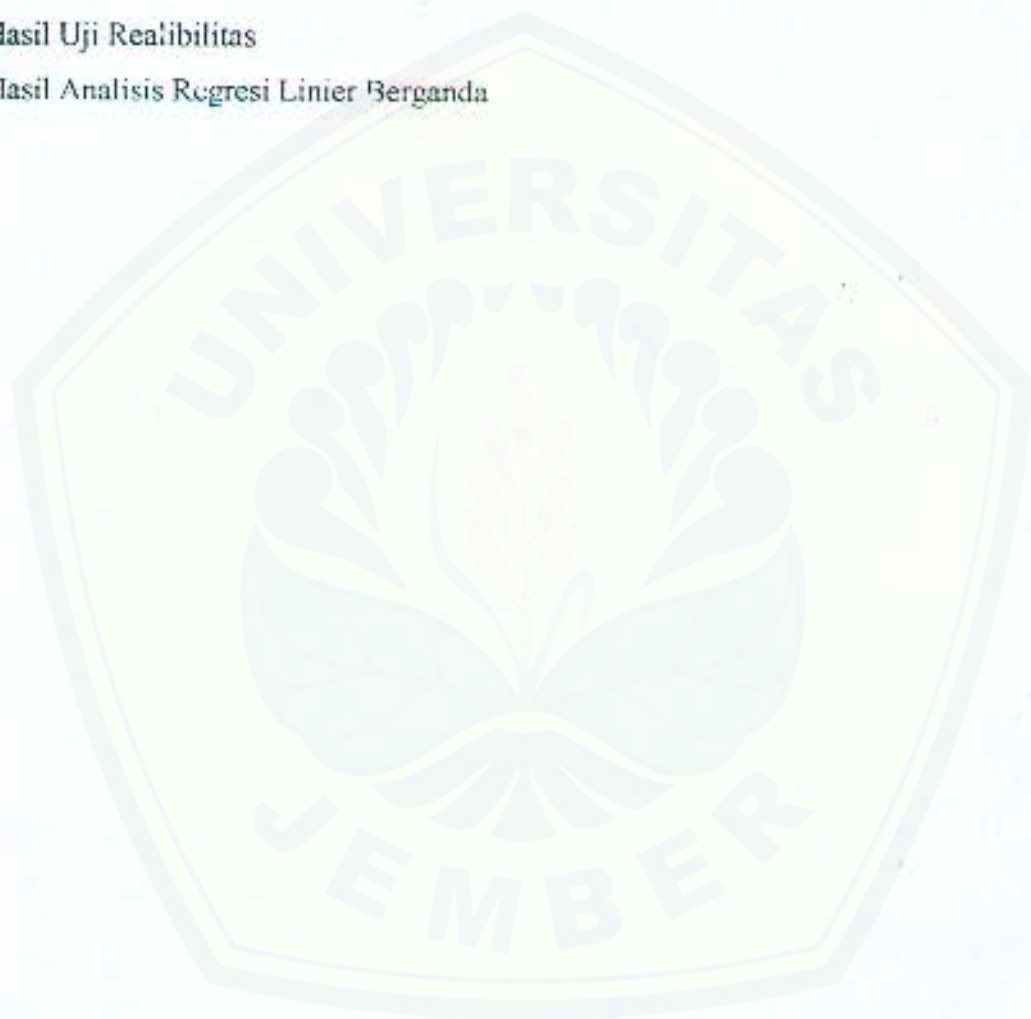 Hasil Uji Realibilitas
Hasil Analisis Regresi Linier Berganda
UNIVERSITAS
JEMBER